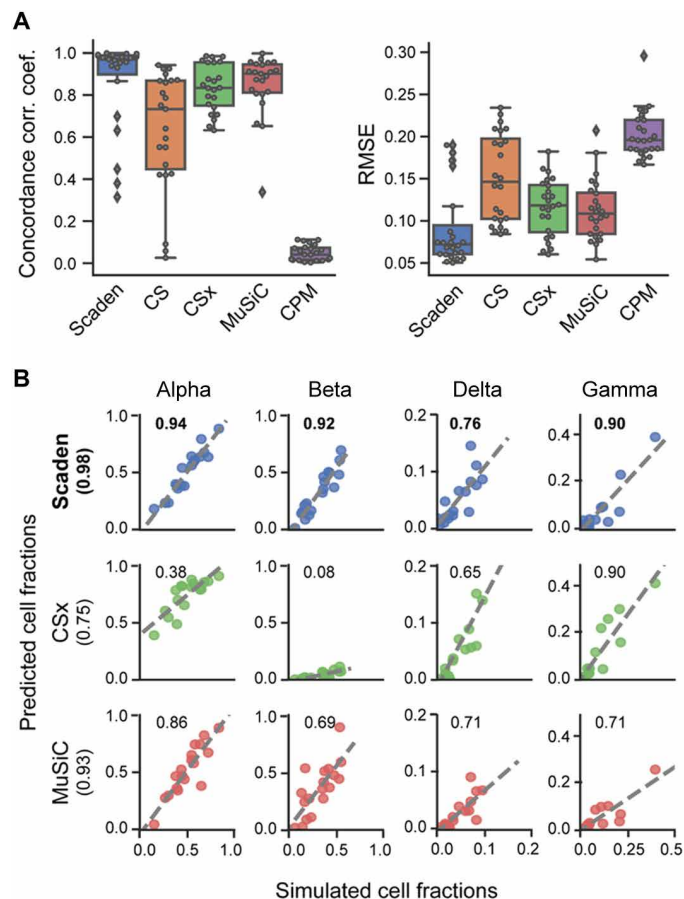 A
Concordance corr. coef.
1.0
0.8
0.6
0.4
0.2
0.0
Scaden
CS
CSx
MuSiC
CPM
RMSE
0.30
0.25
0.20
0.15
0.10
0.05
Scaden
CS
CSx
MuSiC
CPM
B
Alpha Beta Delta Gamma
Predicted cell fractions
Scaden
(0.98)
1.0
0.5
0.0
0.94
1.0
0.5
0.0
0.92
0.2
0.1
0.0
0.76
0.4
0.2
0.0
0.90
CSx
(0.75)
1.0
0.5
0.0
0.38
1.0
0.5
0.0
0.08
0.2
0.1
0.0
0.65
0.4
0.2
0.0
0.90
MuSiC
(0.93)
1.0
0.5
0.0
0.86
1.0
0.5
0.0
0.69
0.2
0.1
0.0
0.71
0.50
0.25
0.0
0.71
0.0 0.5 1.0
0.0 0.5 1.0
0.0 0.1 0.2
0.0 0.25 0.5
Simulated cell fractions